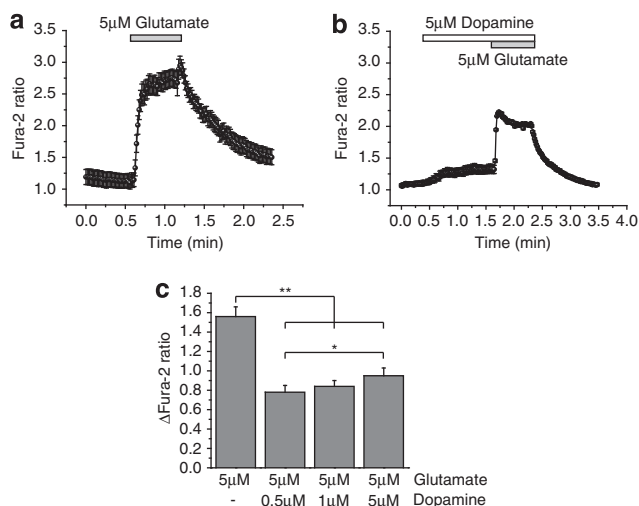 a
5μM Glutamate
3.5
3.0
2.5
2.0
1.5
1.0
Fura-2 ratio
0.0 0.5 1.0 1.5 2.0 2.5
Time (min)
b
5μM Dopamine
5μM Glutamate
3.5
3.0
2.5
2.0
1.5
1.0
Fura-2 ratio
0.0 0.5 1.0 1.5 2.0 2.5 3.0 3.5 4.0
Time (min)
c
1.8
1.6
1.4
1.2
1.0
0.8
0.6
0.4
0.2
0.0
ΔFura-2 ratio
**
*
5μM 5μM 5μM 5μM Glutamate
- 0.5μM 1μM 5μM Dopamine